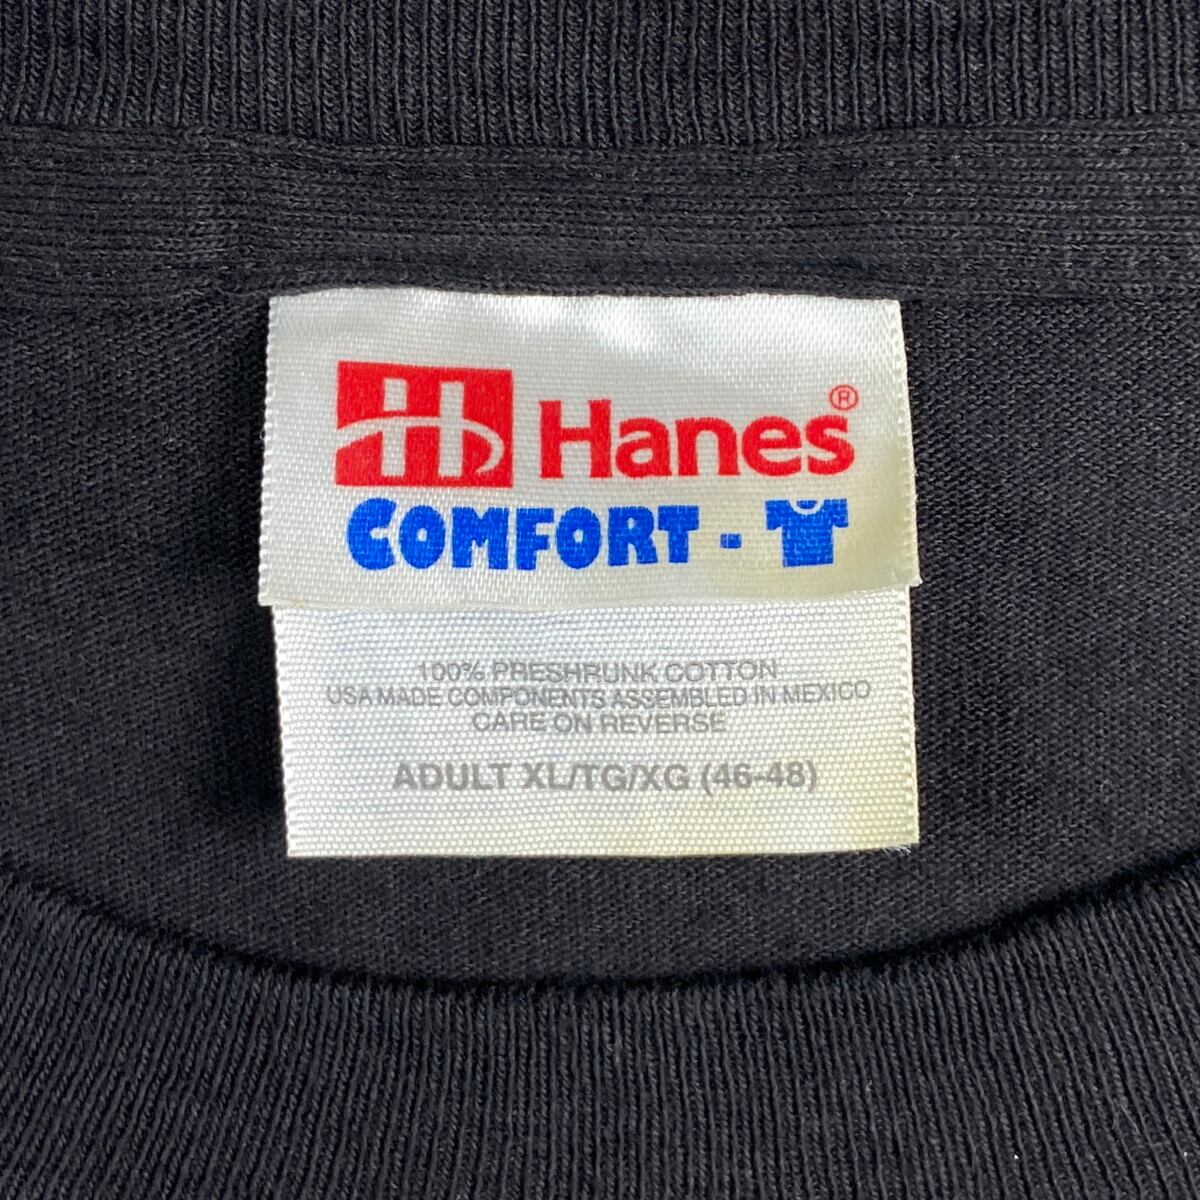 H Hanes®
COMFORT -
100% PRESHRUNK COTTON
USA MADE COMPONENTS ASSEMBLED IN MEXICO
CARE ON REVERSE
ADULT XL/TG/XG (46-48)